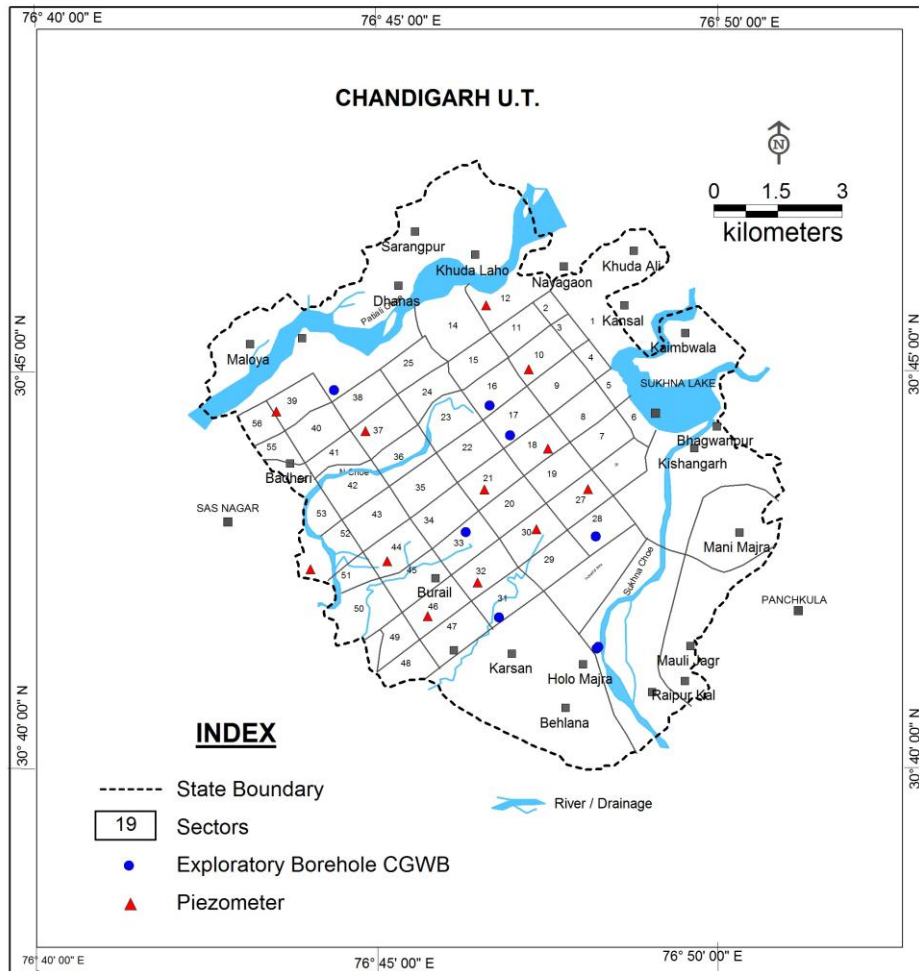 76° 40' 00" E
76° 45' 00" E
76° 50' 00" E
CHANDIGARH U.T.
N
0 1.5 3
kilometers
Sarangpur
Khuda Laho
Nayagaon
Khuda Ali
Dhanas
Kansal
Kaimbwala
Maloya
30° 45' 00" N
30° 45' 00" N
SUKHNA LAKE
Bhagwanpur
Kishangarh
Badheri
N Choe
SAS NAGAR
Mani Majra
PANCHKULA
Sukhna Choe
Burail
Karsan
Holo Majra
Mauli Jagr
Raipur Kal
Behlana
12
2
1
14
11
3
15
10
4
25
16
9
5
39
38
24
23
17
8
6
56
40
37
22
18
7
55
41
36
21
19
42
35
20
27
53
43
34
33
30
28
52
44
45
32
29
51
50
46
31
49
47
48
30° 40' 00" N
30° 40' 00" N
INDEX
State Boundary
19 Sectors
Exploratory Borehole CGWB
Piezometer
River / Drainage
76° 40' 00" E
76° 45' 00" E
76° 50' 00" E